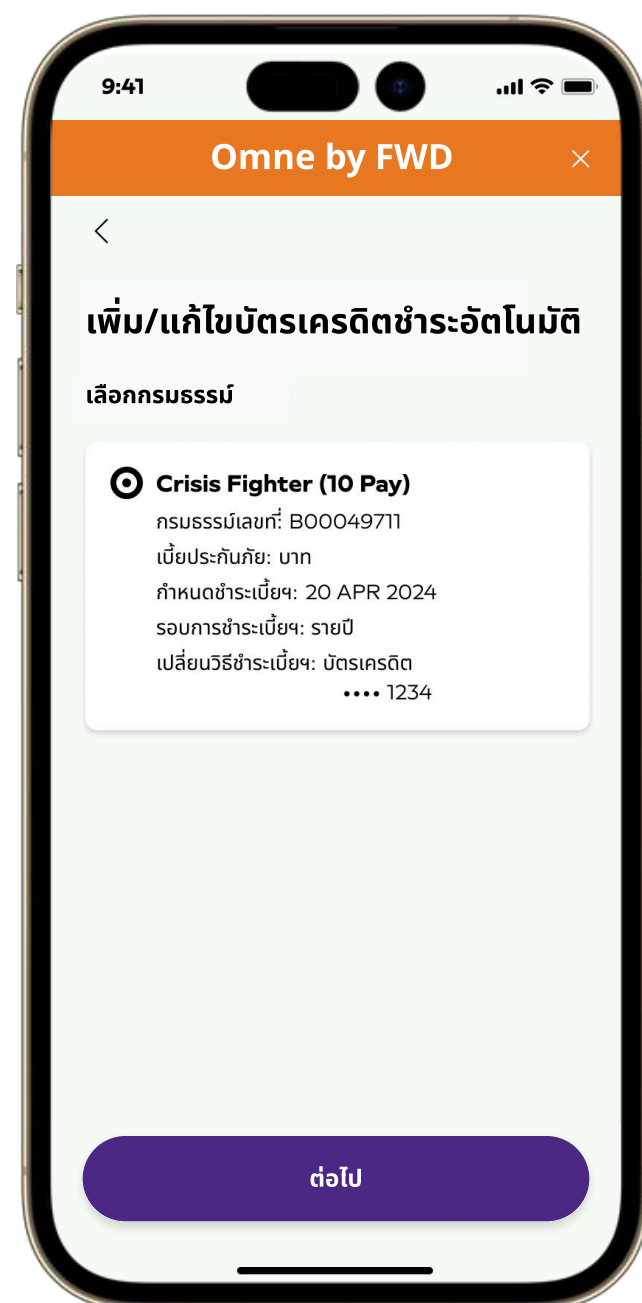 9:41
Omne by FWD
เพิ่ม/แก้ไขบัตรเครดิตชำระอัตโนมัติ
เลือกกรมธรรม์
Crisis Fighter (10 Pay)
กรมธรรม์เลขที่: B00049711
เบี้ยประกันภัย: บาท
กำหนดชำระเบี้ยฯ: 20 APR 2024
รอบการชำระเบี้ยฯ: รายปี
เปลี่ยนวิธีชำระเบี้ยฯ: บัตรเครดิต
•••• 1234
ต่อไป